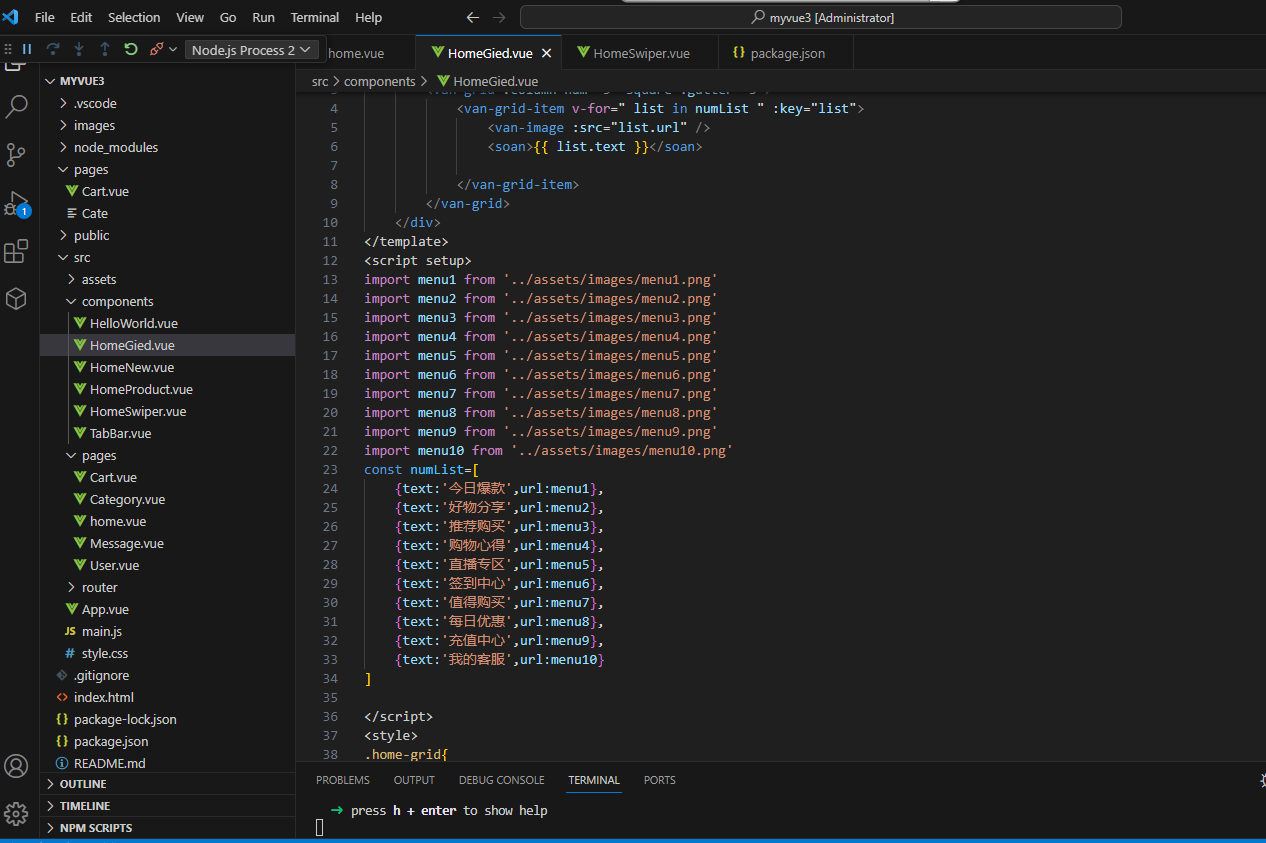 File Edit Selection View Go Run Terminal Help
myvue3 [Administrator]
Node.js Process 2
home.vue
HomeGied.vue
HomeSwiper.vue
package.json
src > components > HomeGied.vue
MYVUE3
.vscode
images
node_modules
pages
Cart.vue
Cate
public
src
assets
components
HelloWorld.vue
HomeGied.vue
HomeNew.vue
HomeProduct.vue
HomeSwiper.vue
TabBar.vue
pages
Cart.vue
Category.vue
home.vue
Message.vue
User.vue
router
App.vue
JS main.js
# style.css
.gitignore
<> index.html
{} package-lock.json
{} package.json
README.md
OUTLINE
TIMELINE
NPM SCRIPTS
1
4 <van-grid-item v-for=" list in numList " :key="list">
5 <van-image :src="list.url" />
6 <soan>{{ list.text }}</soan>
7
8 </van-grid-item>
9 </van-grid>
10 </div>
11 </template>
12 <script setup>
13 import menu1 from '../assets/images/menu1.png'
14 import menu2 from '../assets/images/menu2.png'
15 import menu3 from '../assets/images/menu3.png'
16 import menu4 from '../assets/images/menu4.png'
17 import menu5 from '../assets/images/menu5.png'
18 import menu6 from '../assets/images/menu6.png'
19 import menu7 from '../assets/images/menu7.png'
20 import menu8 from '../assets/images/menu8.png'
21 import menu9 from '../assets/images/menu9.png'
22 import menu10 from '../assets/images/menu10.png'
23 const numList=[
24 {text:'今日爆款',url:menu1},
25 {text:'好物分享',url:menu2},
26 {text:'推荐购买',url:menu3},
27 {text:'购物心得',url:menu4},
28 {text:'直播专区',url:menu5},
29 {text:'签到中心',url:menu6},
30 {text:'值得购买',url:menu7},
31 {text:'每日优惠',url:menu8},
32 {text:'充值中心',url:menu9},
33 {text:'我的客服',url:menu10}
34 ]
35
36 </script>
37 <style>
38 .home-grid{
PROBLEMS OUTPUT DEBUG CONSOLE TERMINAL PORTS
➜ press h + enter to show help